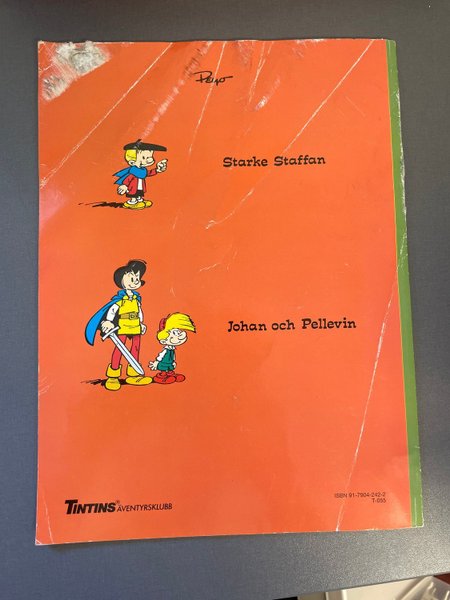 Peyo
Starke Staffan
Johan och Pellevin
ISBN 91-7904-242-2
T-055
TINTINS® ÄVENTYRSKLUBB